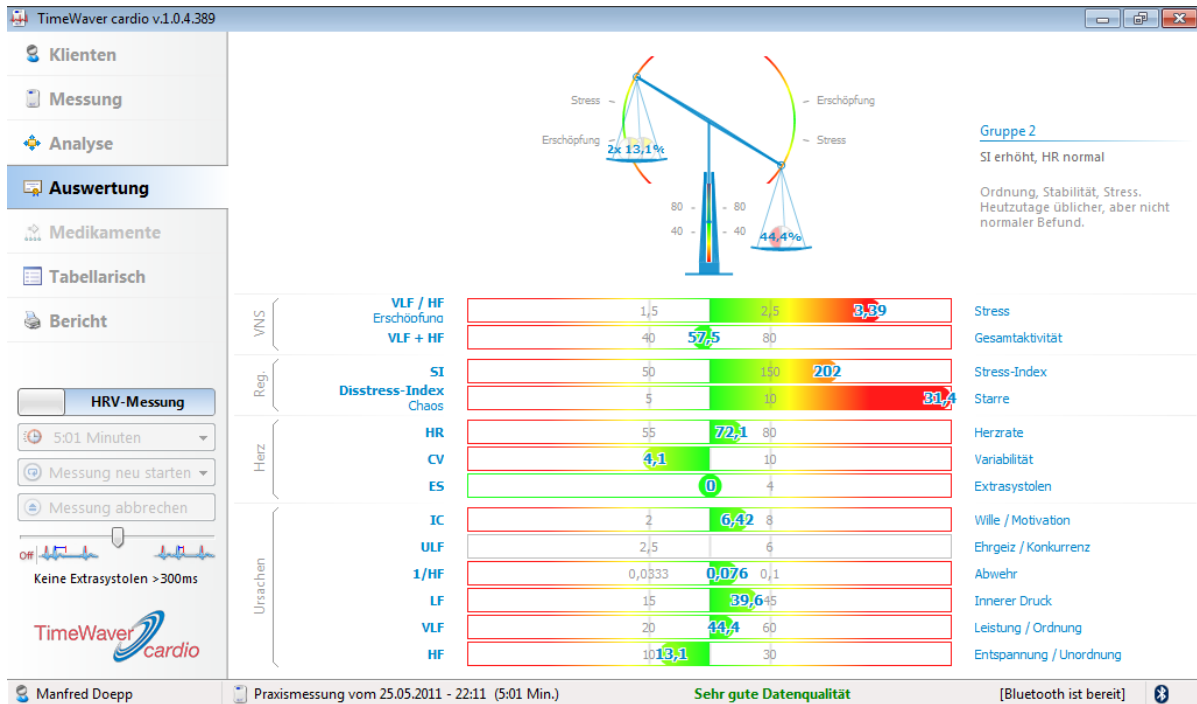 TimeWaver cardio v.1.0.4.389
Klienten
Messung
Analyse
Auswertung
Medikamente
Tabellarisch
Bericht
HRV-Messung
5:01 Minuten
Messung neu starten
Messung abbrechen
Off
Keine Extrasystolen >300ms
TimeWaver
cardio
Stress
Erschöpfung
Erschöpfung
Stress
2x 13,1%
80 - - 80
40 - - 40
44,4%
Gruppe 2
SI erhöht, HR normal
Ordnung, Stabilität, Stress.
Heutzutage üblicher, aber nicht
normaler Befund.
VNS
VLF / HF 1,5 2,5 3,39 Stress
Erschöpfung
VLF + HF 40 57,5 80 Gesamtaktivität
Reg.
SI 50 150 202 Stress-Index
Disstress-Index 5 10 31,4 Starre
Chaos
Herz
HR 55 72,1 80 Herzrate
CV 4,1 10 Variabilität
ES 0 4 Extrasystolen
Ursachen
IC 2 6,42 8 Wille / Motivation
ULF 2,5 6 Ehrgeiz / Konkurrenz
1/HF 0,0333 0,076 0,1 Abwehr
LF 15 39,6 45 Innerer Druck
VLF 20 44,4 60 Leistung / Ordnung
HF 10 13,1 30 Entspannung / Unordnung
Manfred Doepp Praxismessung vom 25.05.2011 - 22:11 (5:01 Min.) Sehr gute Datenqualität [Bluetooth ist bereit]